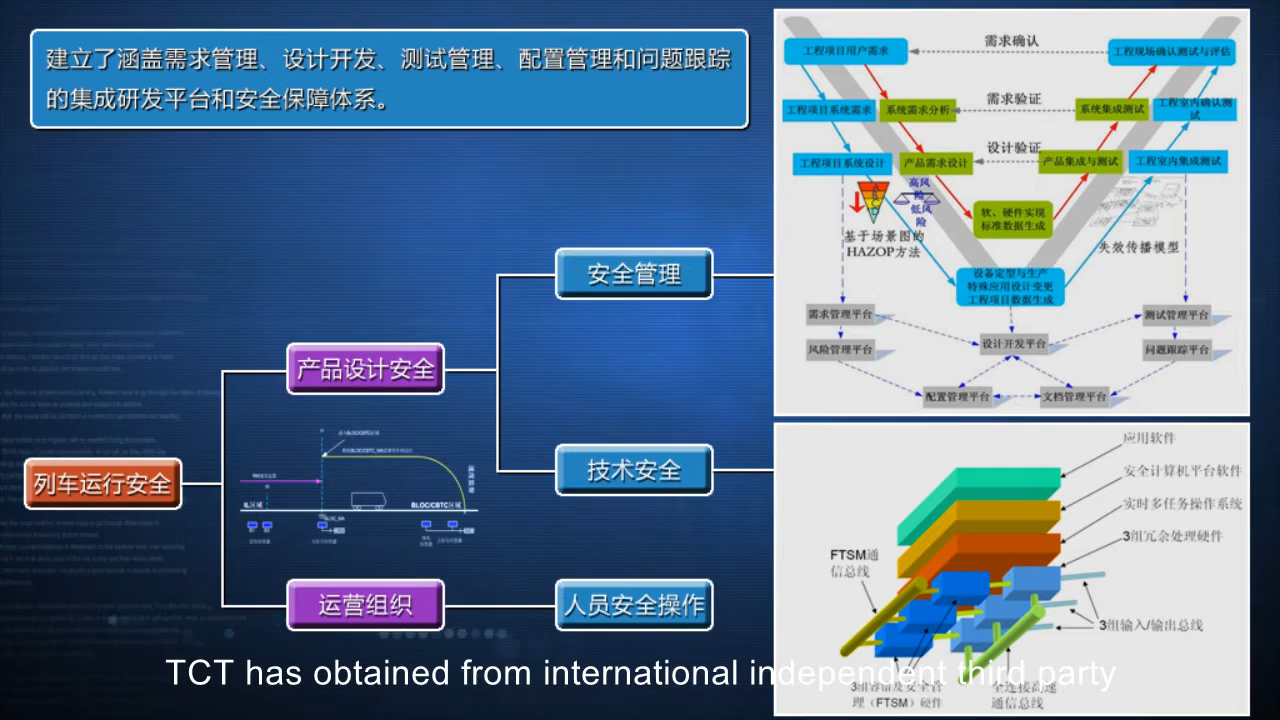 建立了涵盖需求管理、设计开发、测试管理、配置管理和问题跟踪
的集成研发平台和安全保障体系。
列车运行安全
产品设计安全
运营组织
安全管理
技术安全
人员安全操作
BLOC/CBTC区域
工程项目用户需求
需求确认
工程现场确认测试与评估
工程项目系统需求
系统需求分析
需求验证
系统集成测试
工程室内确认测
试
工程项目系统设计
产品需求设计
设计验证
产品集成与测试
工程室内集成测试
高风
险
低风
险
软、硬件实现
标准数据生成
基于场景图的
HAZOP方法
失效传播模型
设备定型与生产
特殊应用设计变更
工程项目数据生成
需求管理平台
测试管理平台
设计开发平台
风险管理平台
问题跟踪平台
配置管理平台
文档管理平台
应用软件
安全计算机平台软件
实时多任务操作系统
3组冗余处理硬件
FTSM通
信总线
3组输入/输出总线
3组容错及安全管
理（FTSM）硬件
全连接高速
通信总线
TCT has obtained from international independent third party